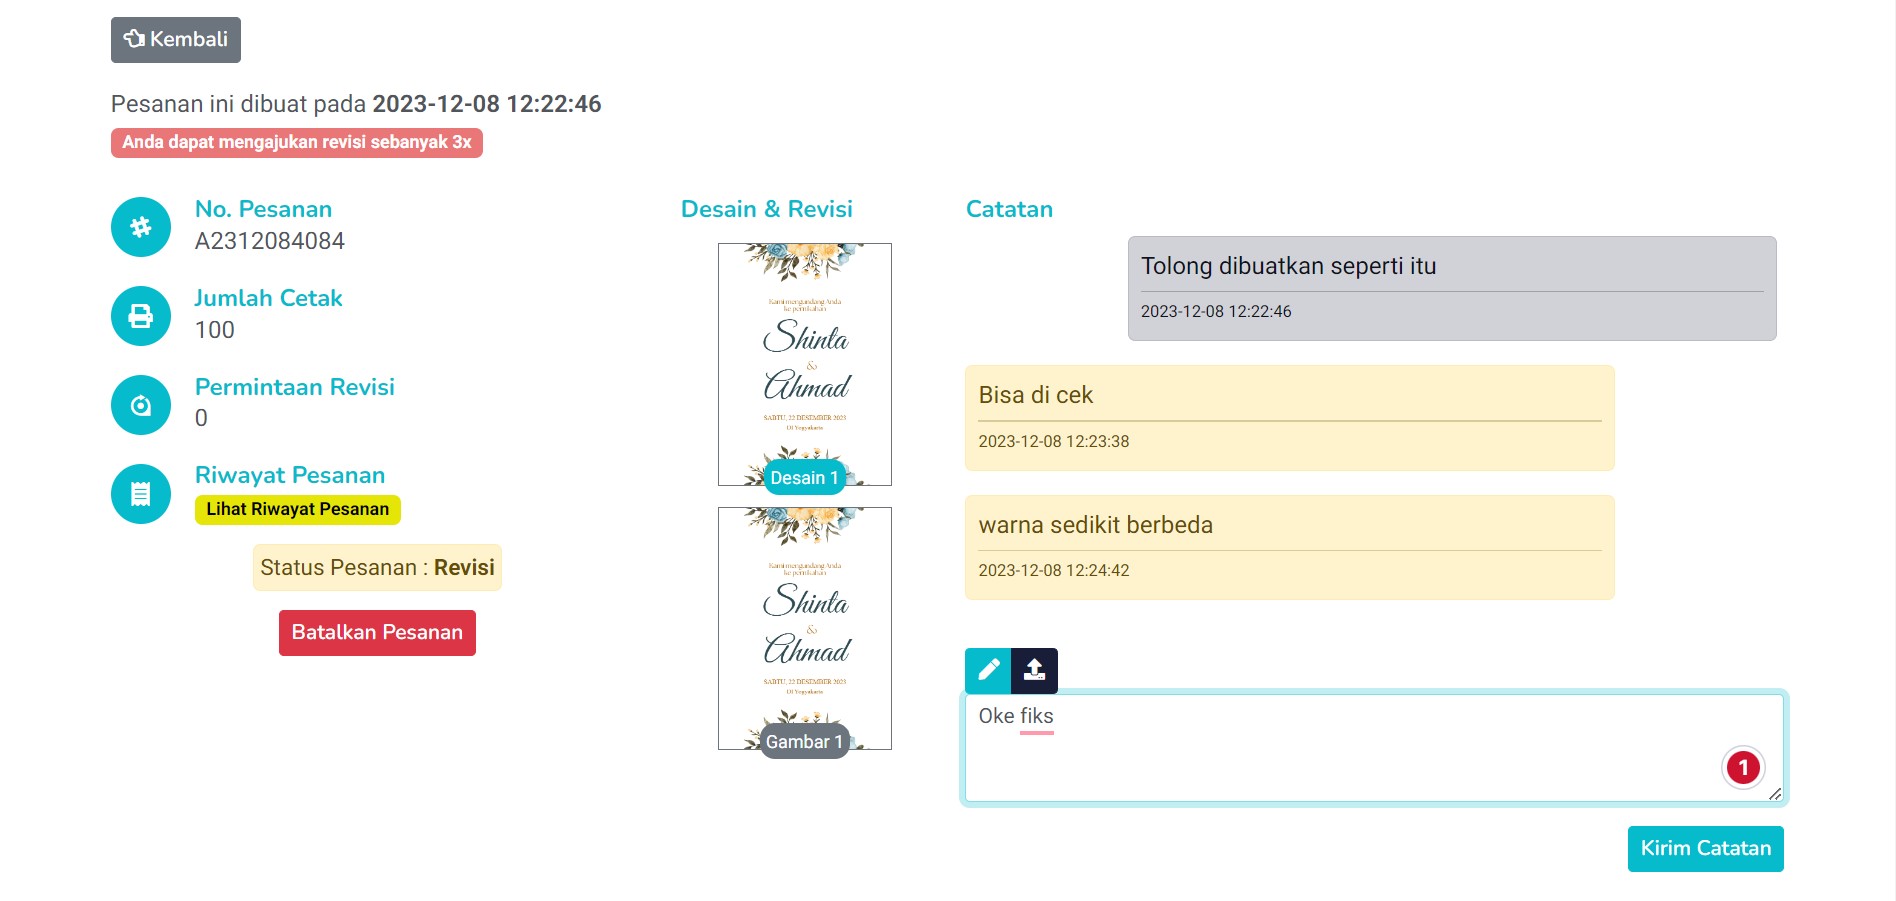 Kembali
Pesanan ini dibuat pada 2023-12-08 12:22:46
Anda dapat mengajukan revisi sebanyak 3x
No. Pesanan
A2312084084
Jumlah Cetak
100
Permintaan Revisi
0
Riwayat Pesanan
Lihat Riwayat Pesanan
Status Pesanan : Revisi
Batalkan Pesanan
Desain & Revisi
Kami mengundang Anda
ke pernikahan
Shinta
&
Ahmad
SABTU, 22 DESEMBER 2023
DI Yogyakarta
Desain 1
Kami mengundang Anda
ke pernikahan
Shinta
&
Ahmad
SABTU, 22 DESEMBER 2023
DI Yogyakarta
Gambar 1
Catatan
Tolong dibuatkan seperti itu
2023-12-08 12:22:46
Bisa di cek
2023-12-08 12:23:38
warna sedikit berbeda
2023-12-08 12:24:42
Oke fiks
1
Kirim Catatan